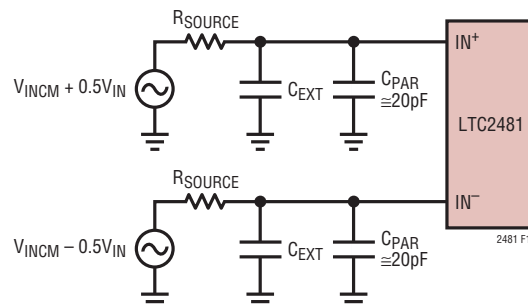 RSOURCE
VINCM + 0.5VIN
CEXT
CPAR
≅20pF
IN+
LTC2481
RSOURCE
VINCM – 0.5VIN
CEXT
CPAR
≅20pF
IN–
2481 F1